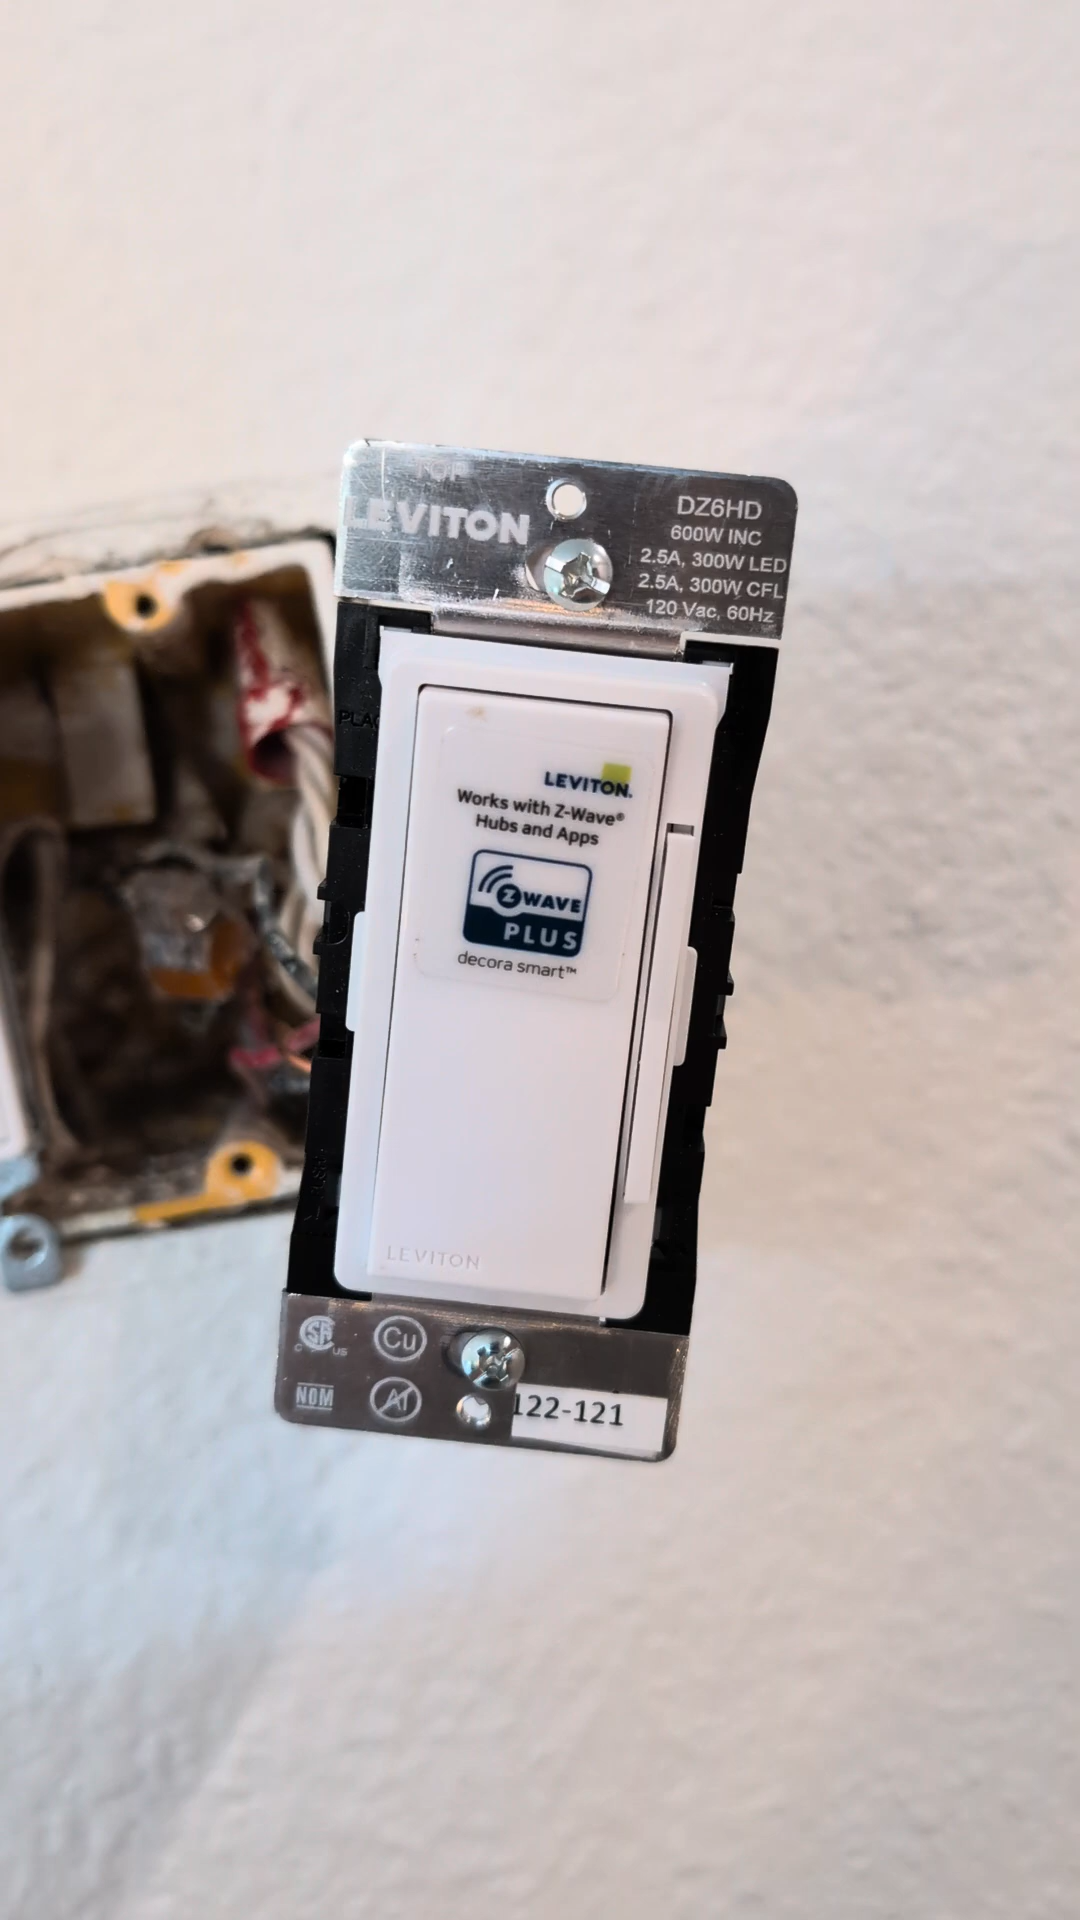 TOP
LEVITON
DZ6HD
600W INC
2.5A, 300W LED
2.5A, 300W CFL
120 Vac, 60Hz
LEVITON.
Works with Z-Wave®
Hubs and Apps
Z WAVE
PLUS
decora smart™
LEVITON
C US
Cu
NOM
Al
122-121